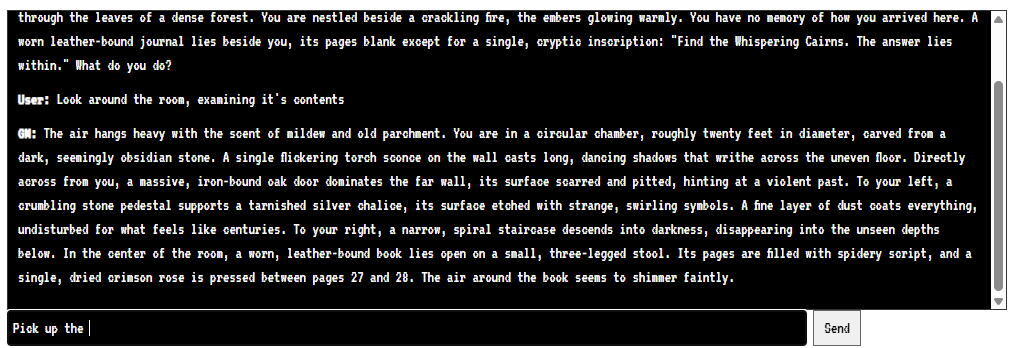 through the leaves of a dense forest. You are nestled beside a crackling fire, the embers glowing warmly. You have no memory of how you arrived here. A
worn leather-bound journal lies beside you, its pages blank except for a single, cryptic inscription: "Find the Whispering Cairns. The answer lies
within." What do you do?
User: Look around the room, examining it's contents
GM: The air hangs heavy with the scent of mildew and old parchment. You are in a circular chamber, roughly twenty feet in diameter, carved from a
dark, seemingly obsidian stone. A single flickering torch sconce on the wall casts long, dancing shadows that writhe across the uneven floor. Directly
across from you, a massive, iron-bound oak door dominates the far wall, its surface scarred and pitted, hinting at a violent past. To your left, a
crumbling stone pedestal supports a tarnished silver chalice, its surface etched with strange, swirling symbols. A fine layer of dust coats everything,
undisturbed for what feels like centuries. To your right, a narrow, spiral staircase descends into darkness, disappearing into the unseen depths
below. In the center of the room, a worn, leather-bound book lies open on a small, three-legged stool. Its pages are filled with spidery script, and a
single, dried crimson rose is pressed between pages 27 and 28. The air around the book seems to shimmer faintly.
Pick up the
Send